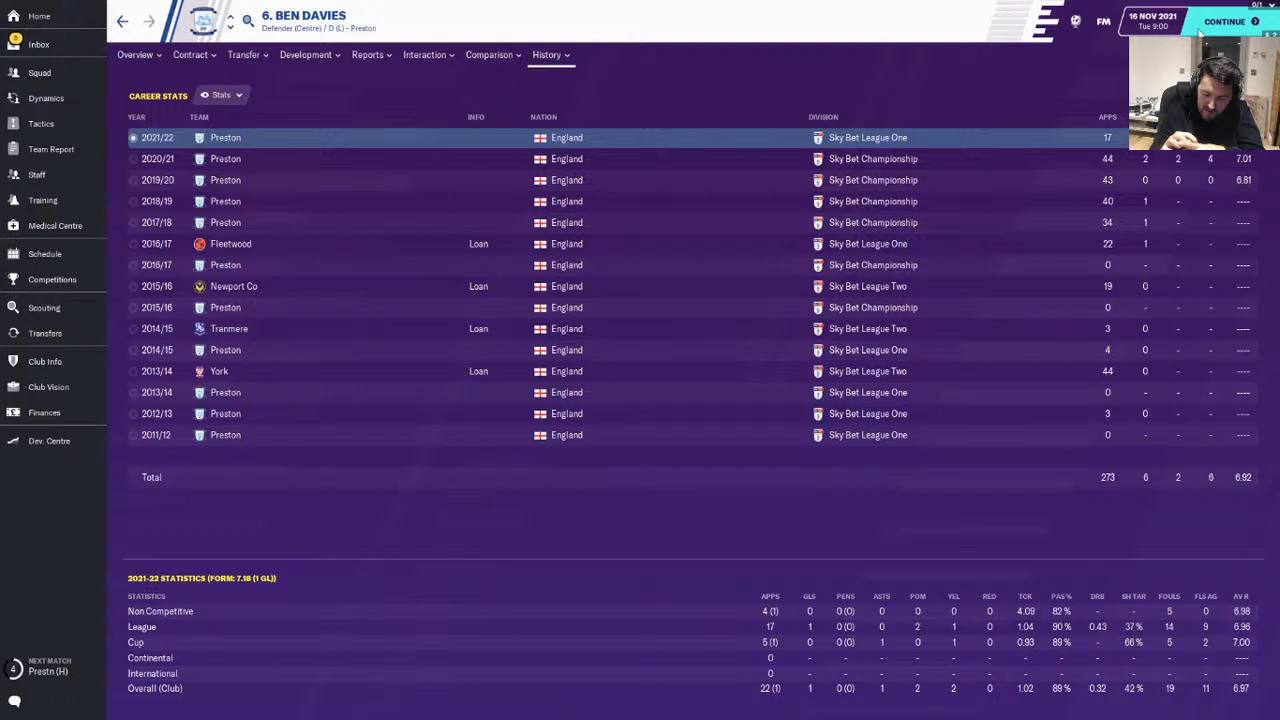 6. BEN DAVIES
Defender (Centre) / D (L) - Preston
FM
16 NOV 2021
Tue 9:00
CONTINUE
0/1
5
Inbox
Squad
Dynamics
Tactics
Team Report
Staff
Training
Medical Centre
Schedule
Competitions
Scouting
Transfers
Club Info
Club Vision
Finances
Dev. Centre
4
NEXT MATCH
Prestn (H)
Overview Contract Transfer Development Reports Interaction Comparison History
CAREER STATS Stats
YEAR TEAM INFO NATION DIVISION APPS
2021/22 Preston England Sky Bet League One 17
2020/21 Preston England Sky Bet Championship 44 2 2 4 7.01
2019/20 Preston England Sky Bet Championship 43 0 0 0 6.81
2018/19 Preston England Sky Bet Championship 40 1 - - ----
2017/18 Preston England Sky Bet Championship 34 1 - - ----
2016/17 Fleetwood Loan England Sky Bet League One 22 1 - - ----
2016/17 Preston England Sky Bet Championship 0 - - - ----
2015/16 Newport Co Loan England Sky Bet League Two 19 0 - - ----
2015/16 Preston England Sky Bet Championship 0 - - - ----
2014/15 Tranmere Loan England Sky Bet League Two 3 0 - - ----
2014/15 Preston England Sky Bet League One 4 0 - - ----
2013/14 York Loan England Sky Bet League Two 44 0 - - ----
2013/14 Preston England Sky Bet League One 0 - - - ----
2012/13 Preston England Sky Bet League One 3 0 - - ----
2011/12 Preston England Sky Bet League One 0 - - - ----
Total 273 6 2 6 6.92
2021-22 STATISTICS (FORM: 7.18 (1 GL))
STATISTICS APPS GLS PENS ASTS POM YEL RED TCK PAS % DRB SH TAR FOULS FLS AG AV R
Non Competitive 4 (1) 0 0 (0) 0 0 0 0 4.09 82 % - - 5 0 6.98
League 17 1 0 (0) 0 2 1 0 1.04 90 % 0.43 37 % 14 9 6.96
Cup 5 (1) 0 0 (0) 1 0 1 0 0.93 89 % - 66 % 5 2 7.00
Continental 0 - - - - - - - - - - - - ----
International 0 - - - - - - - - - - - - ----
Overall (Club) 22 (1) 1 0 (0) 1 2 2 0 1.02 89 % 0.32 42 % 19 11 6.97